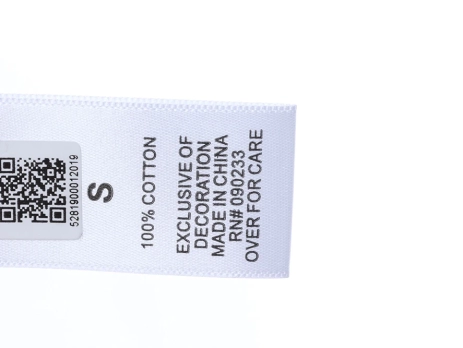 5281900012019
S
100% COTTON
EXCLUSIVE OF
DECORATION
MADE IN CHINA
RN# 090233
OVER FOR CARE